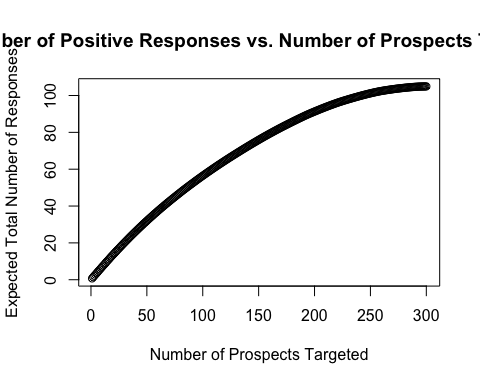 ber of Positive Responses vs. Number of Prospects
Expected Total Number of Responses
0
20
40
60
80
100
0 50 100 150 200 250 300
Number of Prospects Targeted